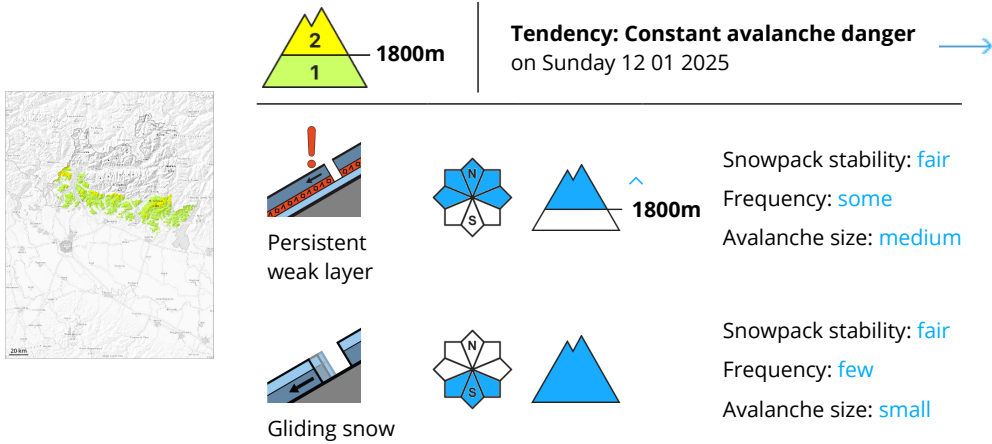 2
1
1800m
Tendency: Constant avalanche danger
on Sunday 12 01 2025
20 km
N
S
1800m
Persistent
weak layer
Snowpack stability: fair
Frequency: some
Avalanche size: medium
N
S
Gliding snow
Snowpack stability: fair
Frequency: few
Avalanche size: small